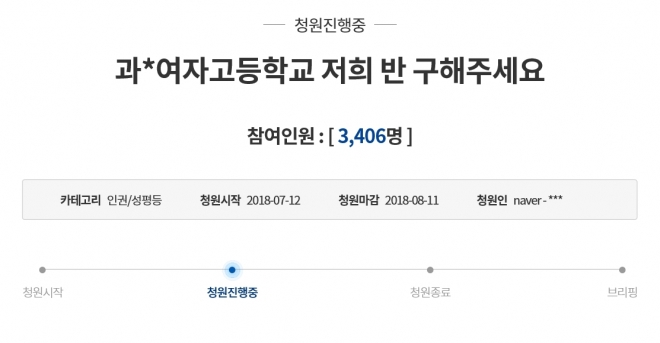 청원진행중
과*여자고등학교 저희 반 구해주세요
참여인원 : [ 3,406명 ]
카테고리 인권/성평등 청원시작 2018-07-12 청원마감 2018-08-11 청원인 naver - ***
청원시작 청원진행중 청원종료 브리핑